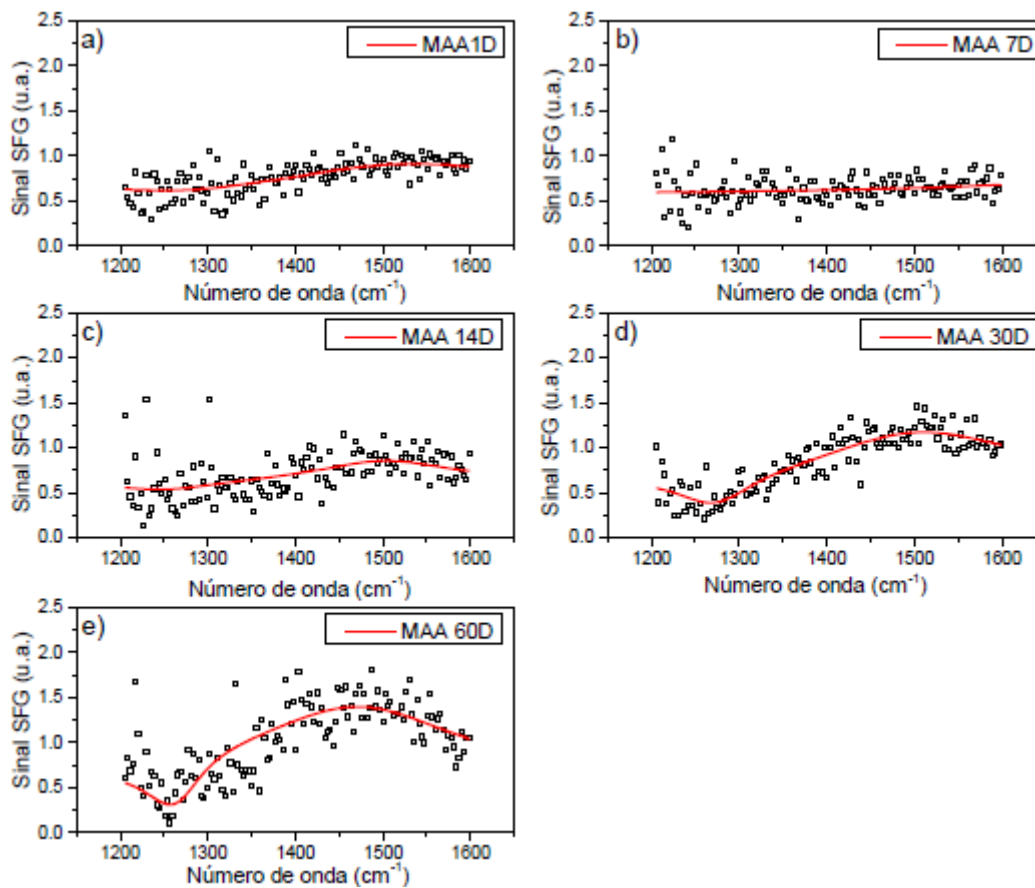 a)
MAA1D
Sinal SFG (u.a.)
2.5
2.0
1.5
1.0
0.5
0.0
1200 1300 1400 1500 1600
Número de onda (cm⁻¹)
b)
MAA 7D
Sinal SFG (u.a.)
2.5
2.0
1.5
1.0
0.5
0.0
1200 1300 1400 1500 1600
Número de onda (cm⁻¹)
c)
MAA 14D
Sinal SFG (u.a.)
2.5
2.0
1.5
1.0
0.5
0.0
1200 1300 1400 1500 1600
Número de onda (cm⁻¹)
d)
MAA 30D
Sinal SFG (u.a.)
2.5
2.0
1.5
1.0
0.5
0.0
1200 1300 1400 1500 1600
Número de onda (cm⁻¹)
e)
MAA 60D
Sinal SFG (u.a.)
2.5
2.0
1.5
1.0
0.5
0.0
1200 1300 1400 1500 1600
Número de onda (cm⁻¹)